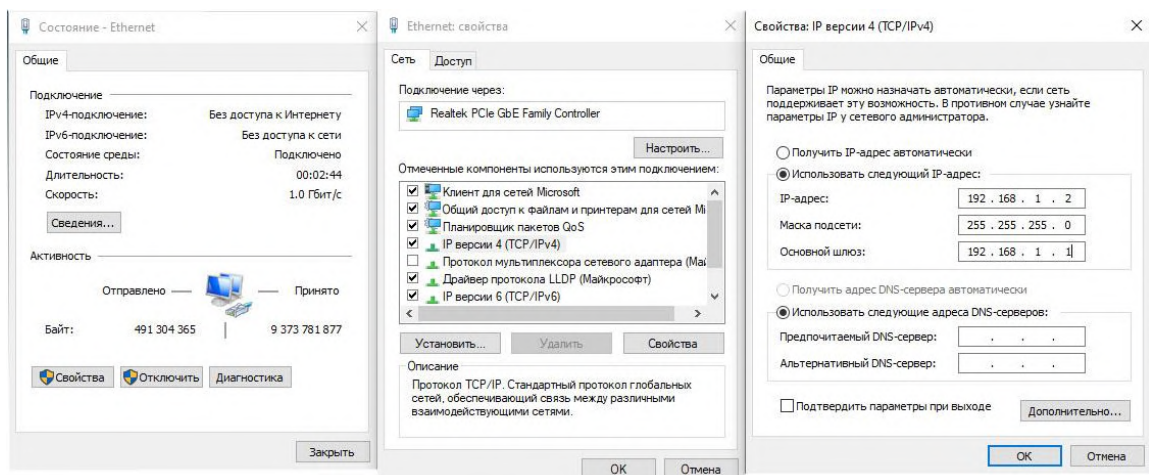 Состояние - Ethernet
Общие
Подключение
IPv4-подключение: Без доступа к Интернету
IPv6-подключение: Без доступа к сети
Состояние среды: Подключено
Длительность: 00:02:44
Скорость: 1.0 Гбит/с
Сведения...
Активность
Отправлено — — Принято
Байт: 491 304 365 | 9 373 781 877
Свойства Отключить Диагностика
Закрыть
Ethernet: свойства
Сеть Доступ
Подключение через:
Realtek PCIe GbE Family Controller
Настроить...
Отмеченные компоненты используются этим подключением:
Клиент для сетей Microsoft
Общий доступ к файлам и принтерам для сетей Mi
Планировщик пакетов QoS
IP версии 4 (TCP/IPv4)
Протокол мультиплексора сетевого адаптера (Май
Драйвер протокола LLDP (Майкрософт)
IP версии 6 (TCP/IPv6)
Установить... Удалить Свойства
Описание
Протокол TCP/IP. Стандартный протокол глобальных
сетей, обеспечивающий связь между различными
взаимодействующими сетями.
OK Отмена
Свойства: IP версии 4 (TCP/IPv4)
Общие
Параметры IP можно назначать автоматически, если сеть
поддерживает эту возможность. В противном случае узнайте
параметры IP у сетевого администратора.
Получить IP-адрес автоматически
Использовать следующий IP-адрес:
IP-адрес: 192 . 168 . 1 . 2
Маска подсети: 255 . 255 . 255 . 0
Основной шлюз: 192 . 168 . 1 . 1
Получить адрес DNS-сервера автоматически
Использовать следующие адреса DNS-серверов:
Предпочитаемый DNS-сервер: . . .
Альтернативный DNS-сервер: . . .
Подтвердить параметры при выходе Дополнительно...
OK Отмена